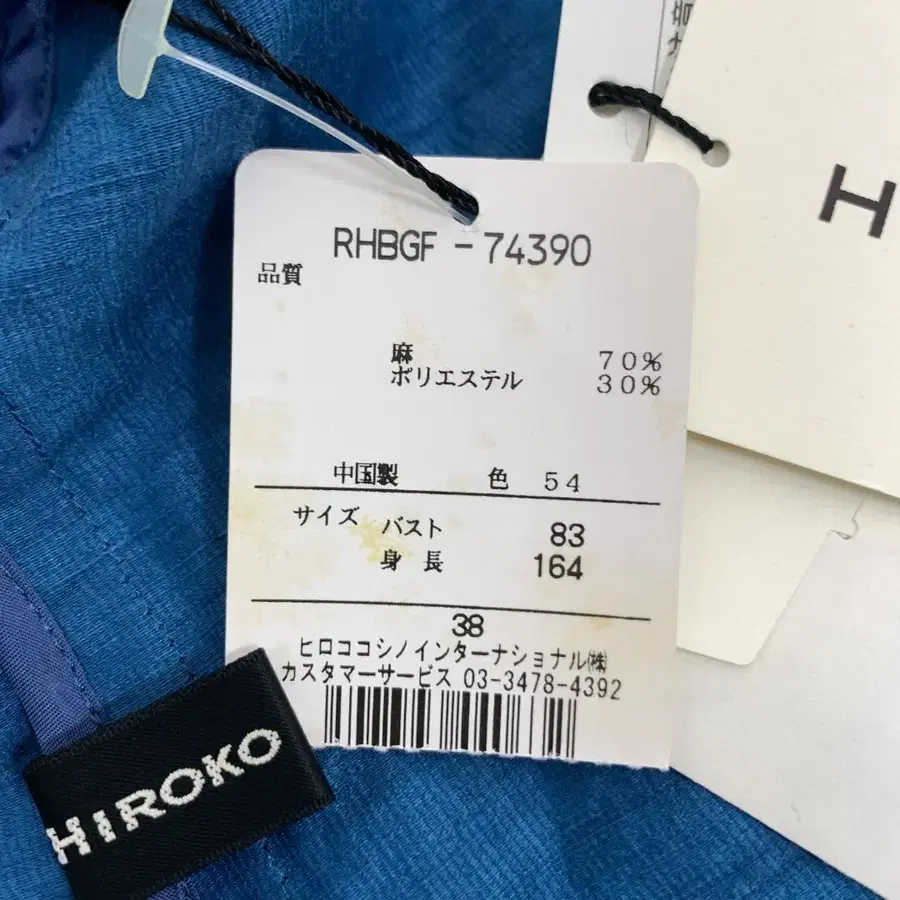 RHBGF-74390
品質
麻 70%
ポリエステル 30%
中国製 色 54
サイズ バスト 83
身長 164
38
ヒロココシノインターナショナル㈱
カスタマーサービス 03-3478-4392
HIROKO
H